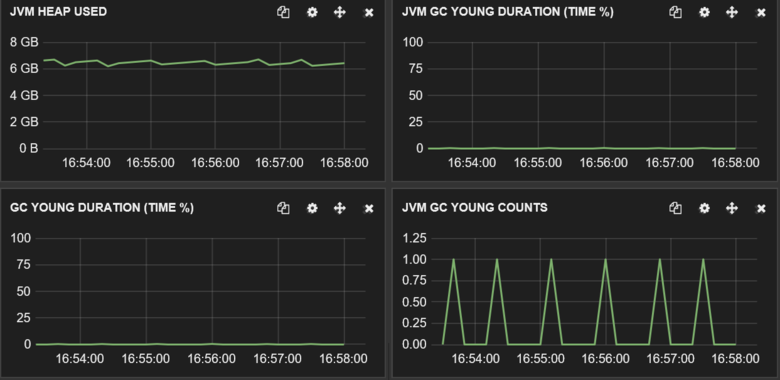 JVM HEAP USED
8 GB
6 GB
4 GB
2 GB
0 B
16:54:00 16:55:00 16:56:00 16:57:00 16:58:00
JVM GC YOUNG DURATION (TIME %)
100
75
50
25
0
16:54:00 16:55:00 16:56:00 16:57:00 16:58:00
GC YOUNG DURATION (TIME %)
100
75
50
25
0
16:54:00 16:55:00 16:56:00 16:57:00 16:58:00
JVM GC YOUNG COUNTS
1.25
1.00
0.75
0.50
0.25
0.00
16:54:00 16:55:00 16:56:00 16:57:00 16:58:00